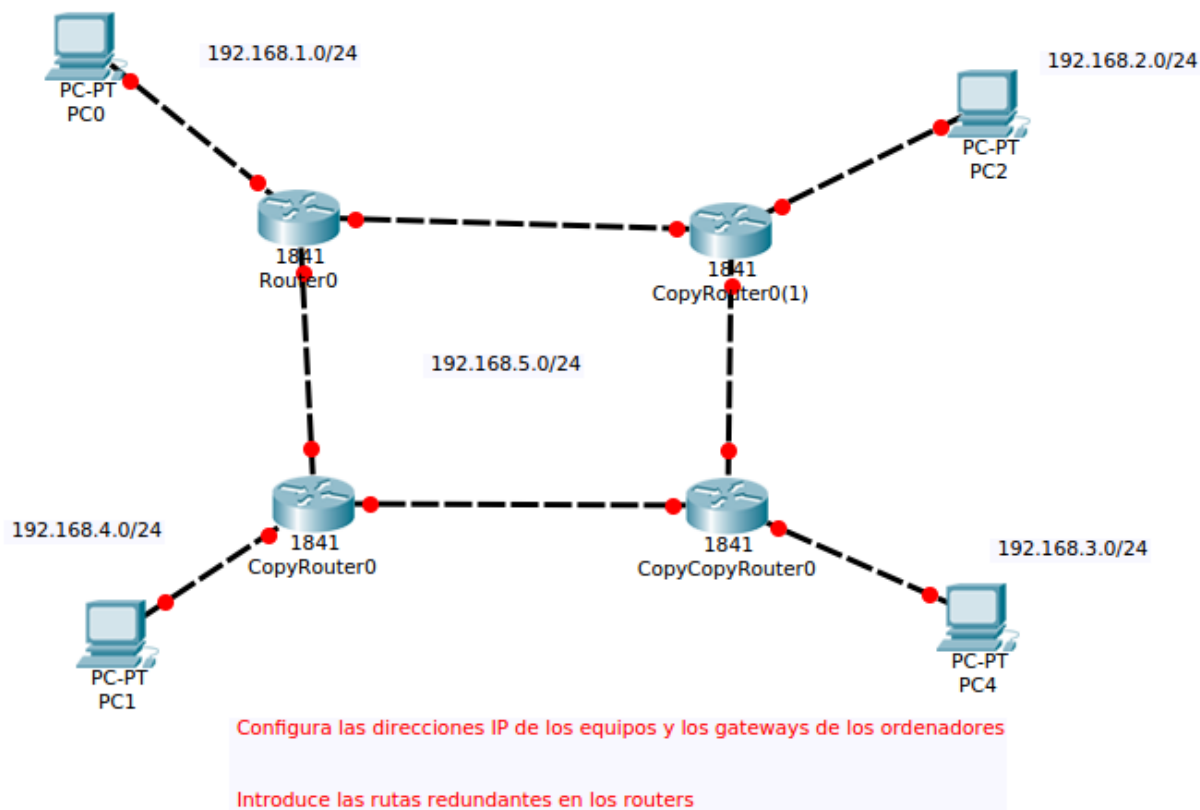 192.168.1.0/24
192.168.2.0/24
PC-PT
PC0
PC-PT
PC2
1841
Router0
1841
CopyRouter0(1)
192.168.5.0/24
192.168.4.0/24
1841
CopyRouter0
1841
CopyCopyRouter0
192.168.3.0/24
PC-PT
PC1
PC-PT
PC4
Configura las direcciones IP de los equipos y los gateways de los ordenadores
Introduce las rutas redundantes en los routers